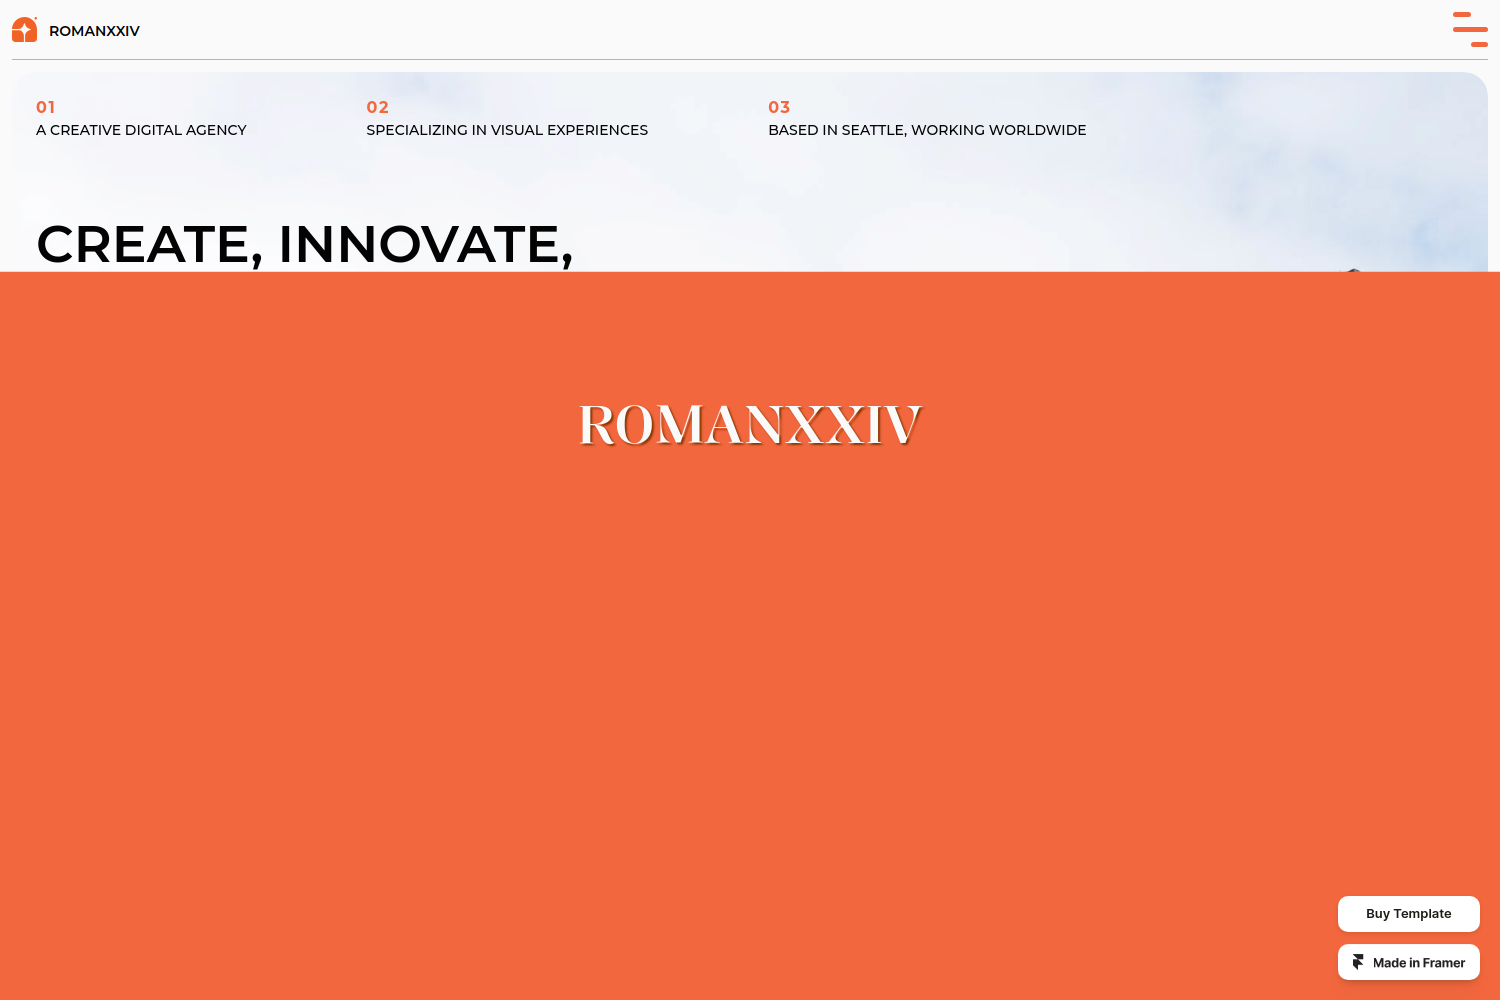 ROMANXXIV
01
A CREATIVE DIGITAL AGENCY
02
SPECIALIZING IN VISUAL EXPERIENCES
03
BASED IN SEATTLE, WORKING WORLDWIDE
CREATE, INNOVATE,
ROMANXXIV
Buy Template
Made in Framer